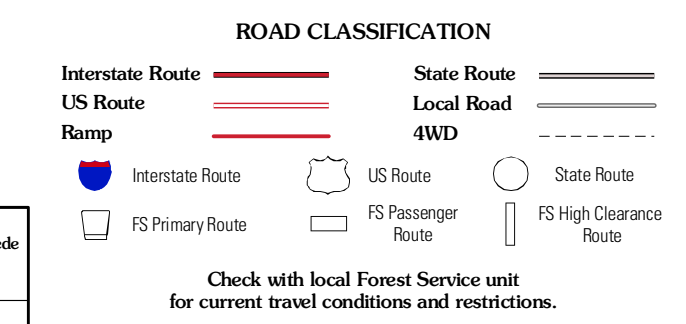 ROAD CLASSIFICATION
Interstate Route
State Route
US Route
Local Road
Ramp
4WD
Interstate Route
US Route
State Route
FS Primary Route
FS Passenger
Route
FS High Clearance
Route
Check with local Forest Service unit
for current travel conditions and restrictions.